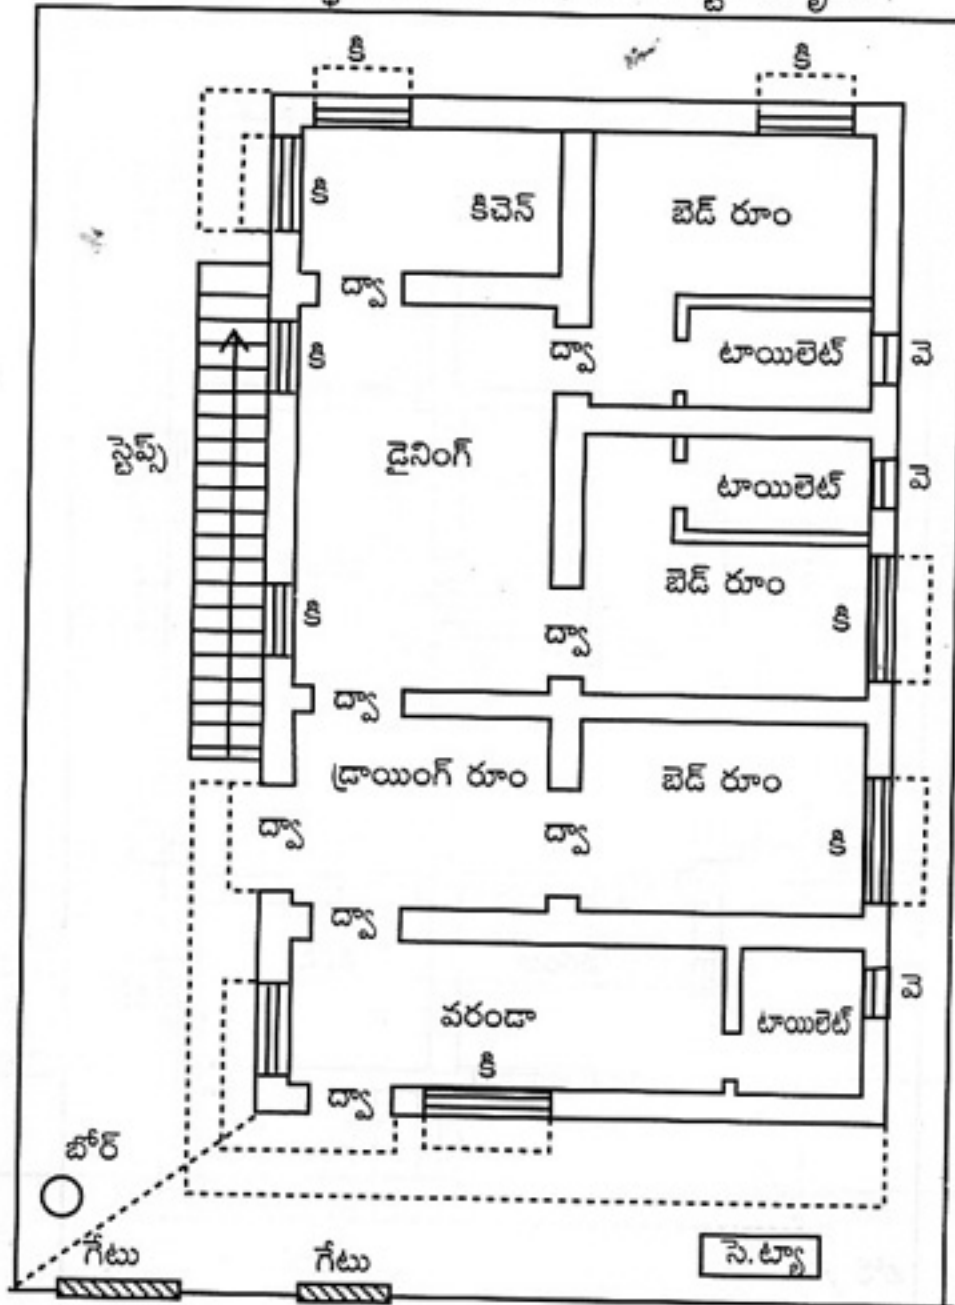 కి
కి
కి
కిచెన్
బెడ్ రూం
ద్వా
కి
ద్వా
టాయిలెట్
వె
స్టెప్స్
డైనింగ్
టాయిలెట్
వె
బెడ్ రూం
కి
కి
ద్వా
ద్వా
డ్రాయింగ్ రూం
బెడ్ రూం
ద్వా
ద్వా
కి
ద్వా
వె
వరండా
టాయిలెట్
కి
ద్వా
బోర్
గేటు
గేటు
సె.ట్యా